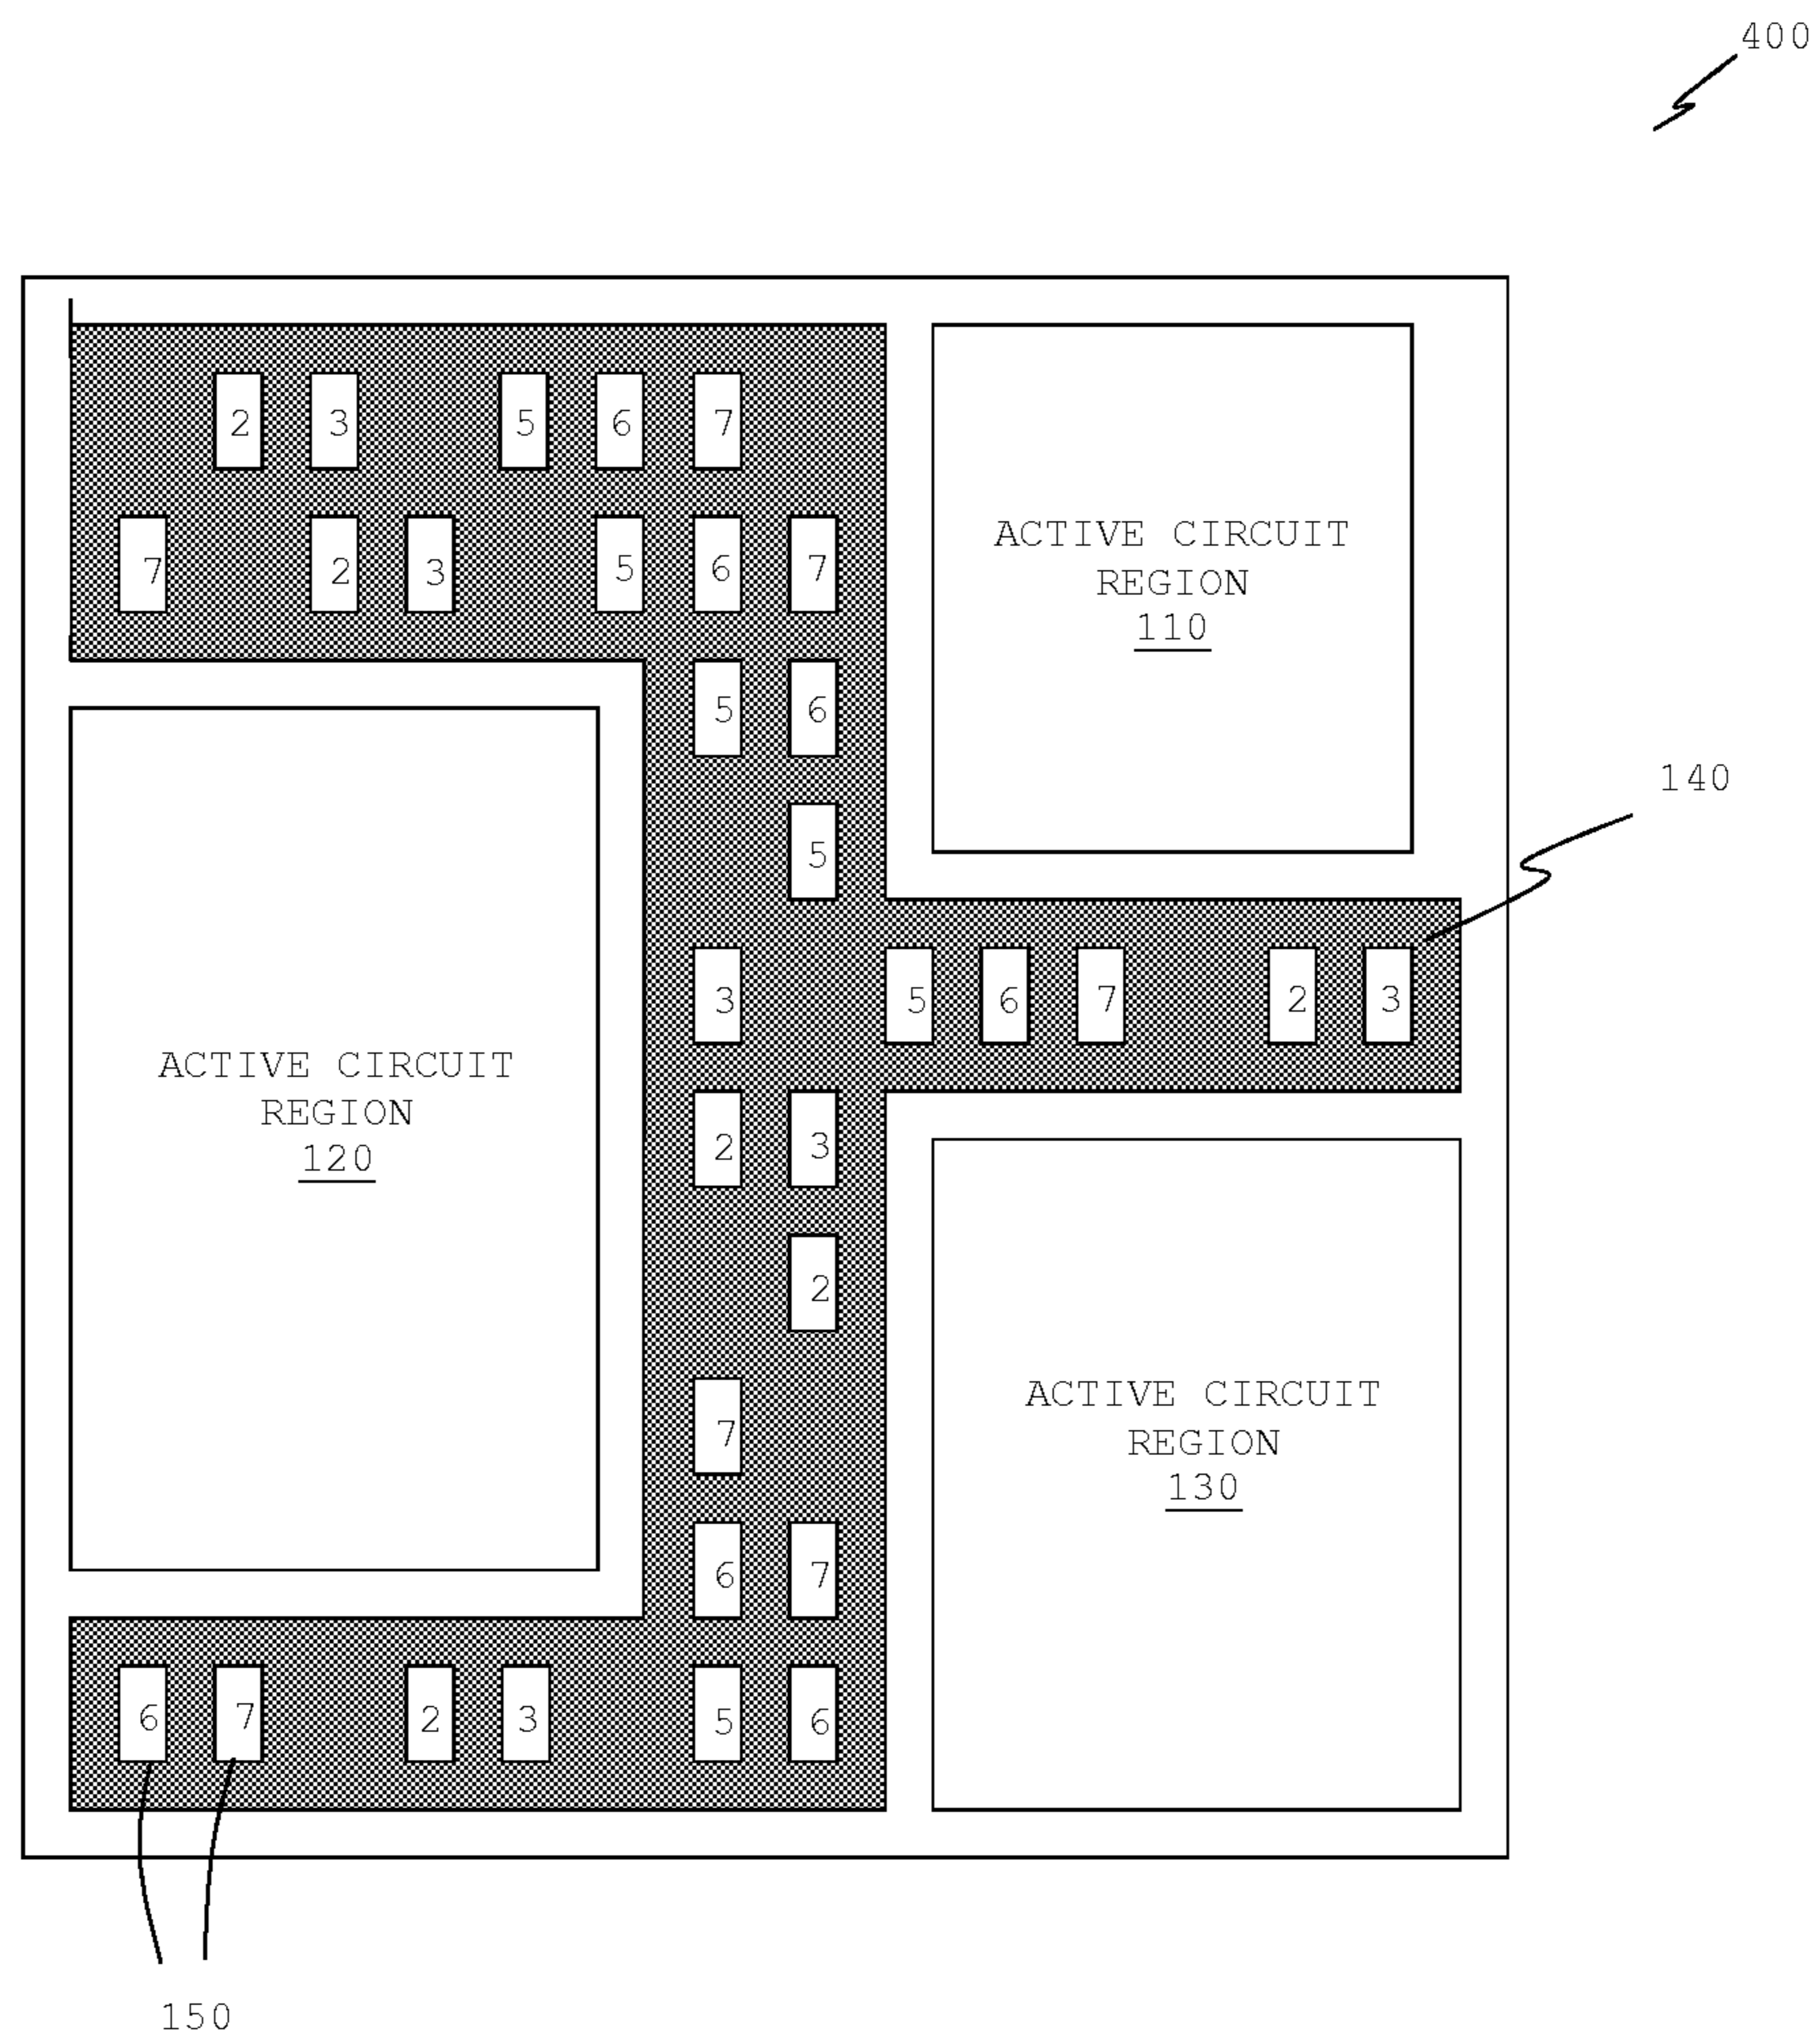 400
2 3 5 6 7
7 2 3 5 6 7
ACTIVE CIRCUIT
REGION
110
5 6
140
5
3 5 6 7 2 3
ACTIVE CIRCUIT
REGION
120
2 3
2
ACTIVE CIRCUIT
REGION
130
7
6 7
6 7 2 3 5 6
150